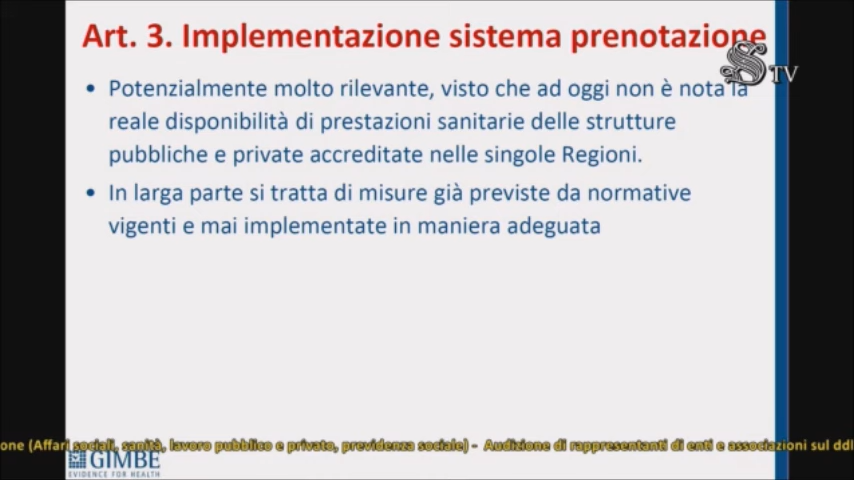 Art. 3. Implementazione sistema prenotazione
S TV
• Potenzialmente molto rilevante, visto che ad oggi non è nota la
reale disponibilità di prestazioni sanitarie delle strutture
pubbliche e private accreditate nelle singole Regioni.
• In larga parte si tratta di misure già previste da normative
vigenti e mai implementate in maniera adeguata
one (Affari sociali, sanità, lavoro pubblico e privato, previdenza sociale) - Audizione di rappresentanti di enti e associazioni sul ddl
GIMBE
EVIDENCE FOR HEALTH